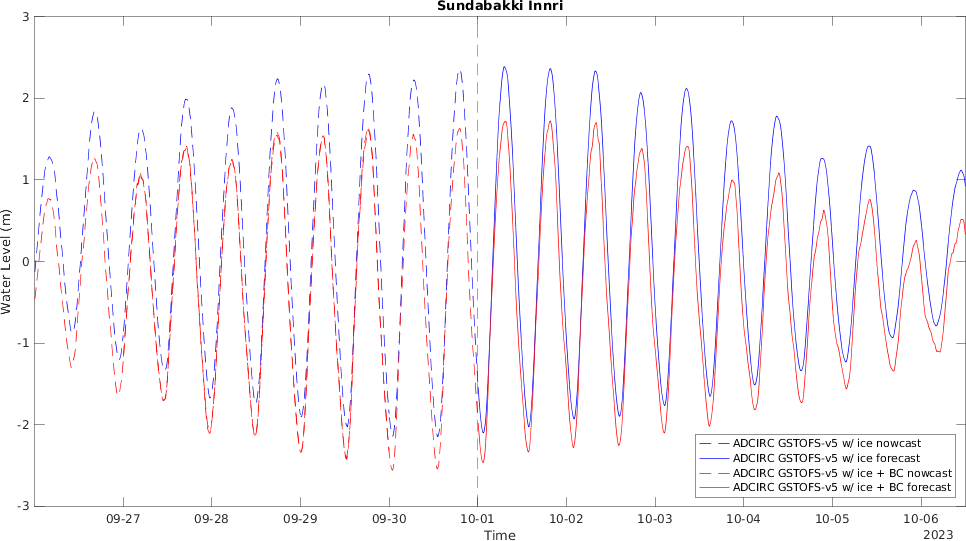 Sundabakki Innri
3
2
1
0
-1
-2
-3
Water Level (m)
ADCIRC GSTOFS-v5 w/ ice nowcast
ADCIRC GSTOFS-v5 w/ ice forecast
ADCIRC GSTOFS-v5 w/ ice + BC nowcast
ADCIRC GSTOFS-v5 w/ ice + BC forecast
09-27 09-28 09-29 09-30 10-01 10-02 10-03 10-04 10-05 10-06
Time 2023